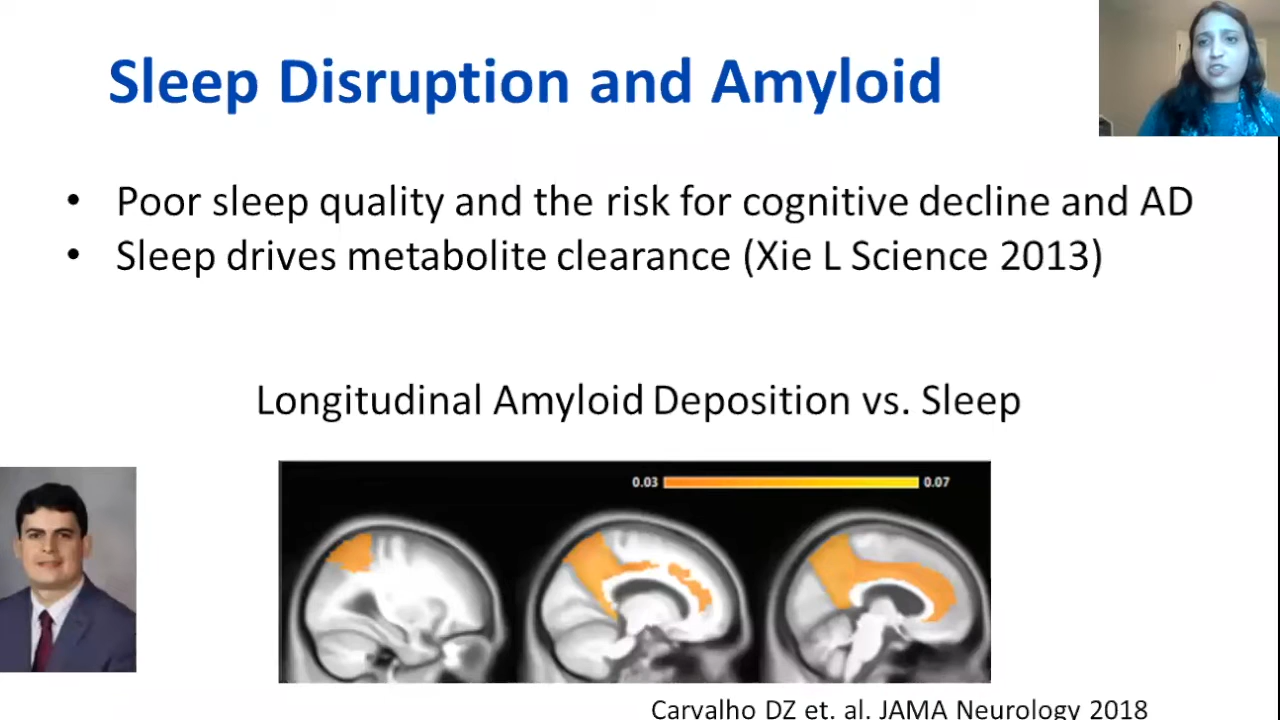 Sleep Disruption and Amyloid
• Poor sleep quality and the risk for cognitive decline and AD
• Sleep drives metabolite clearance (Xie L Science 2013)
Longitudinal Amyloid Deposition vs. Sleep
0.03 0.07
Carvalho DZ et. al. JAMA Neurology 2018